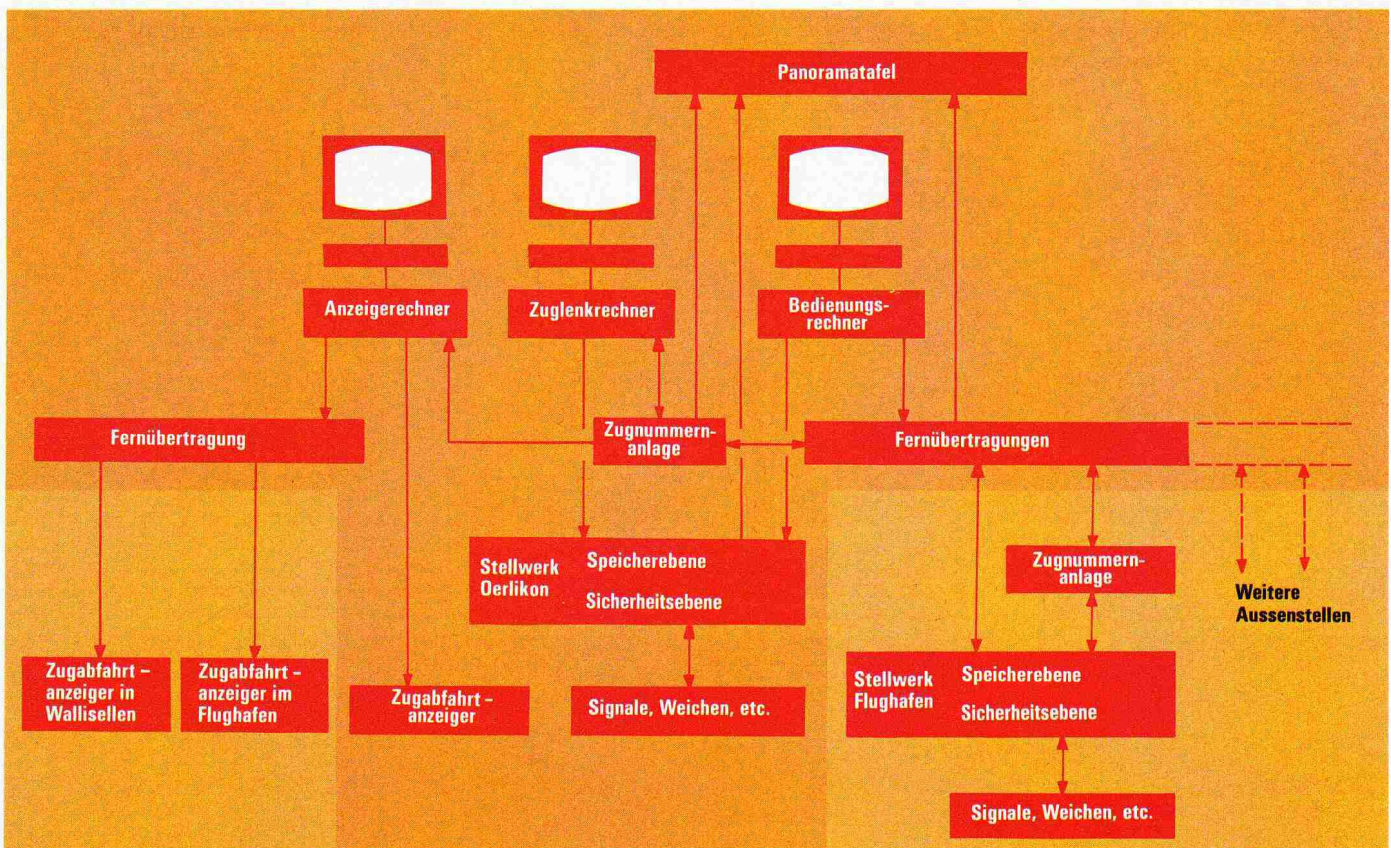 Panoramatafel
Anzeigerechner
Zuglenkrechner
Bedienungs-
rechner
Fernübertragung
Zugnummern-
anlage
Fernübertragungen
Stellwerk
Oerlikon
Speicherebene
Sicherheitsebene
Zugnummern-
anlage
Weitere
Aussenstellen
Zugabfahrt –
anzeiger in
Wallisellen
Zugabfahrt –
anzeiger im
Flughafen
Zugabfahrt –
anzeiger
Signale, Weichen, etc.
Stellwerk
Flughafen
Speicherebene
Sicherheitsebene
Signale, Weichen, etc.